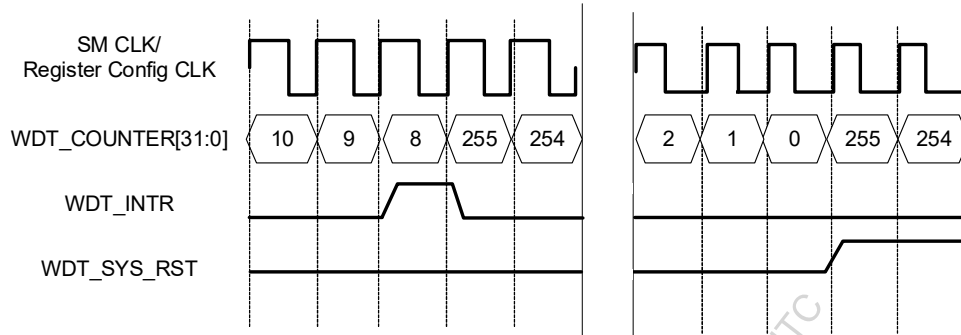 SM CLK/
Register Config CLK
WDT_COUNTER[31:0] 10 9 8 255 254 2 1 0 255 254
WDT_INTR
WDT_SYS_RST